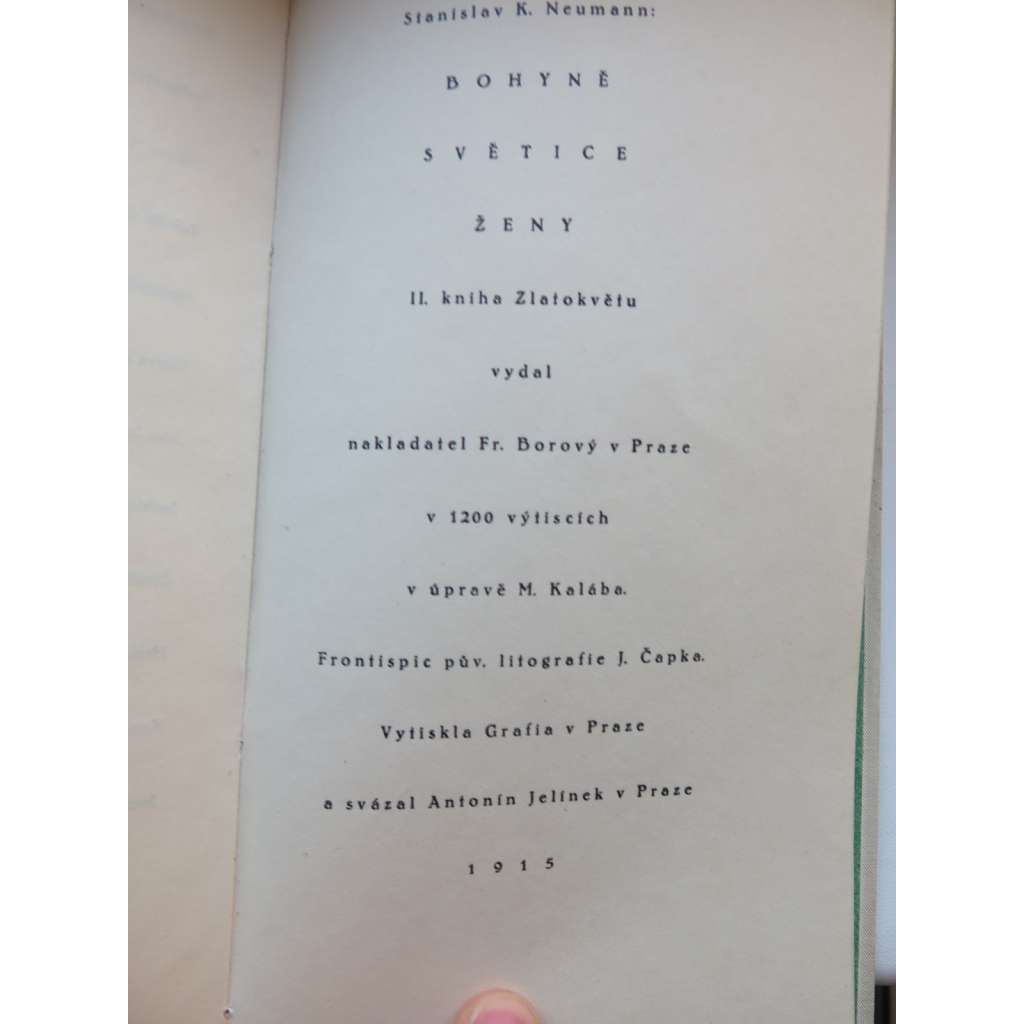 Stanislav K. Neumann:
BOHYNĚ
SVĚTICE
ŽENY
II. kniha Zlatokvětu
vydal
nakladatel Fr. Borový v Praze
v 1200 výtiscích
v úpravě M. Kalába.
Frontispic pův. litografie J. Čapka.
Vytiskla Grafia v Praze
a svázal Antonín Jelínek v Praze
1915